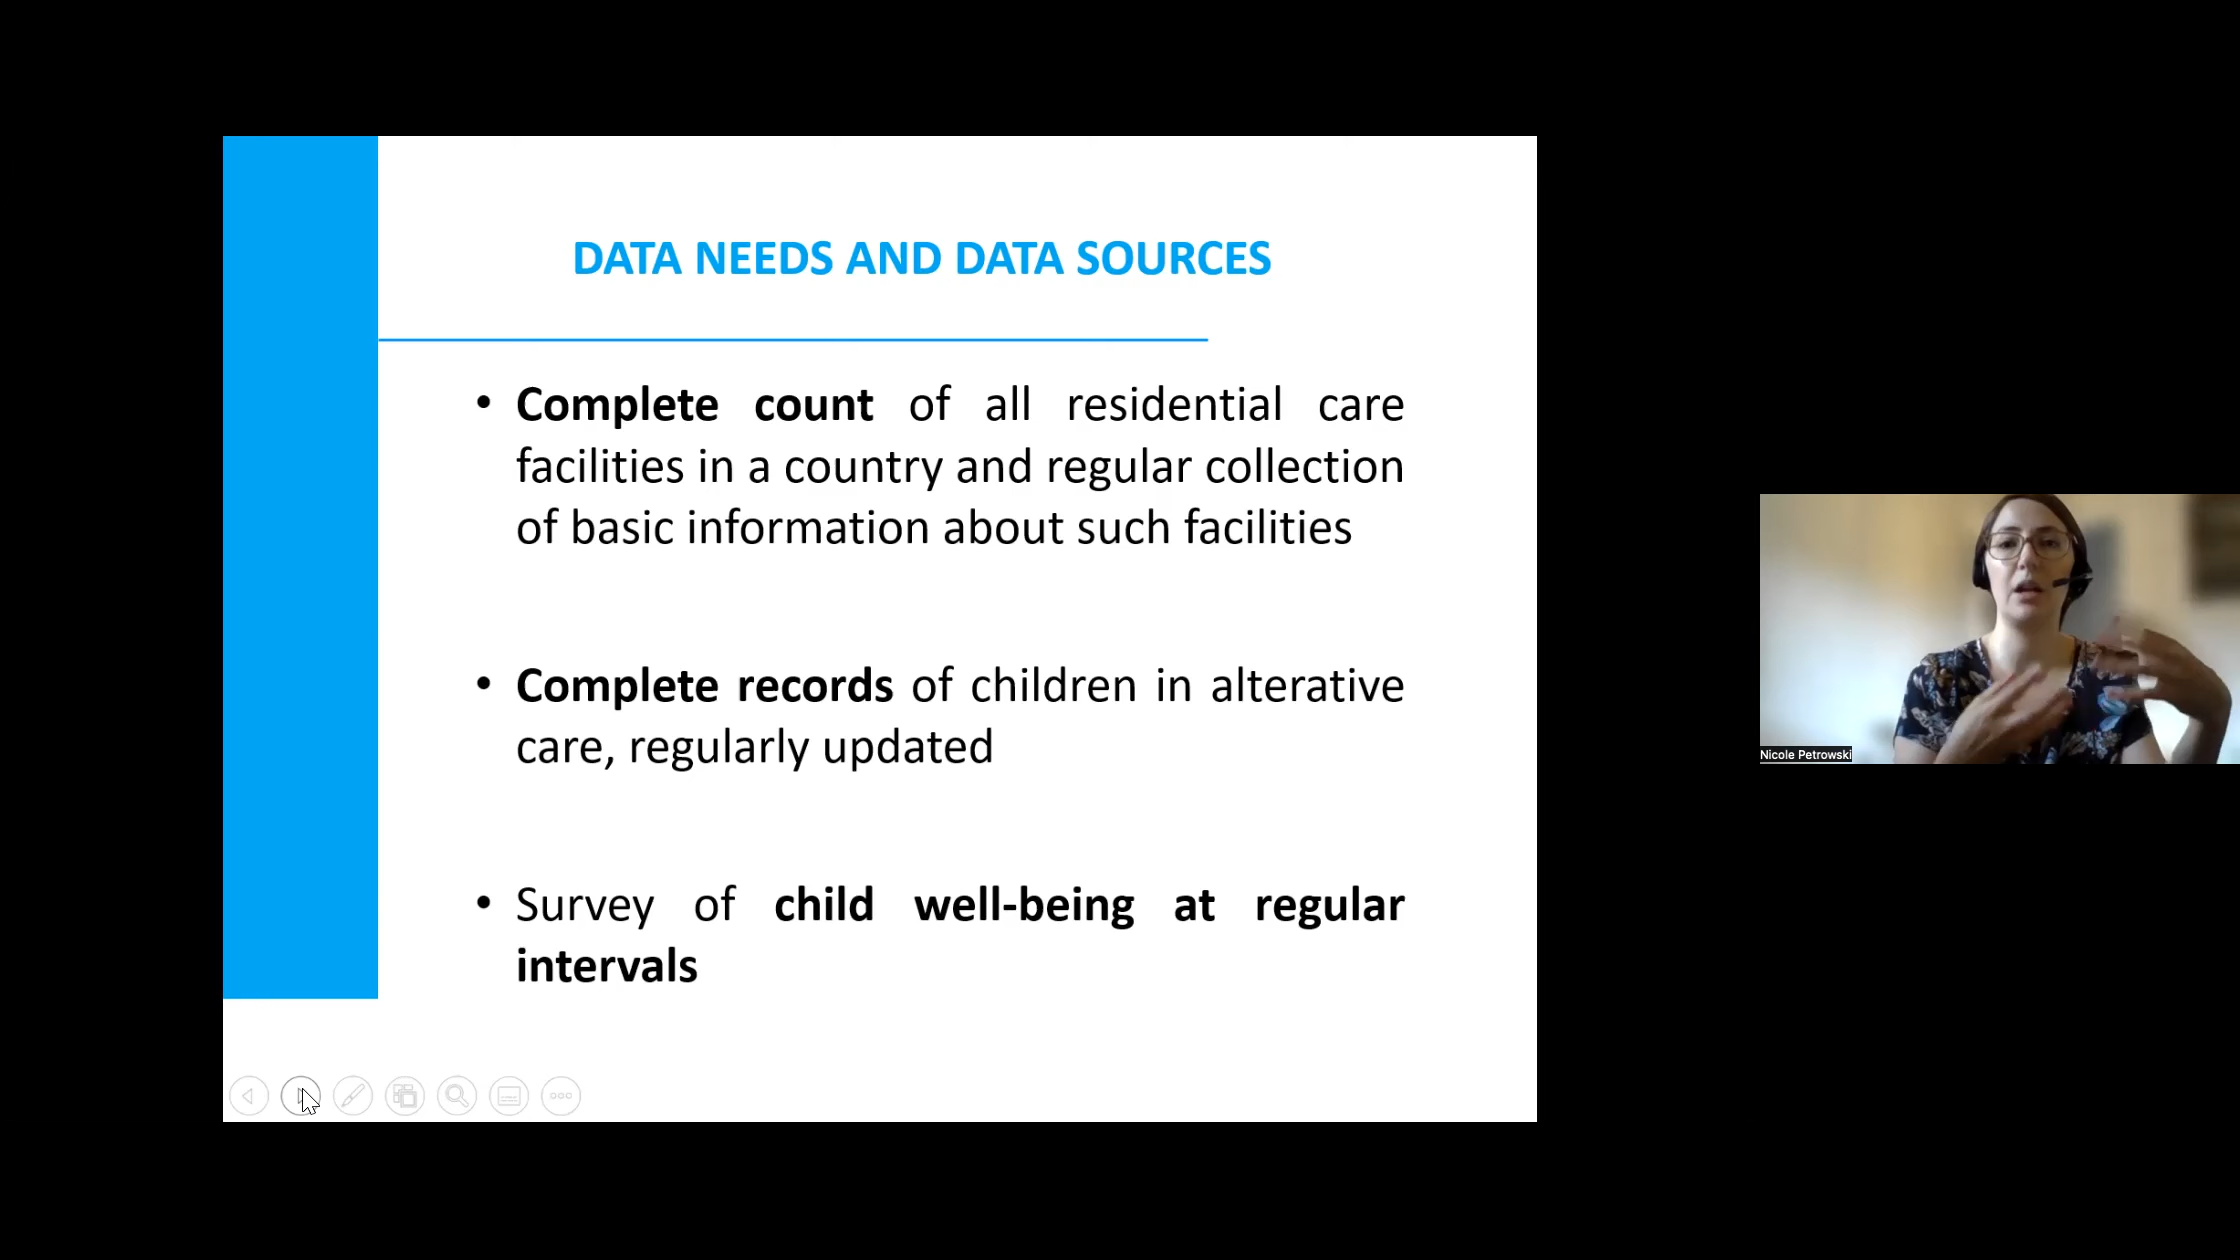 DATA NEEDS AND DATA SOURCES
• Complete count of all residential care
facilities in a country and regular collection
of basic information about such facilities
• Complete records of children in alterative
care, regularly updated
• Survey of child well-being at regular
intervals
Nicole Petrowski